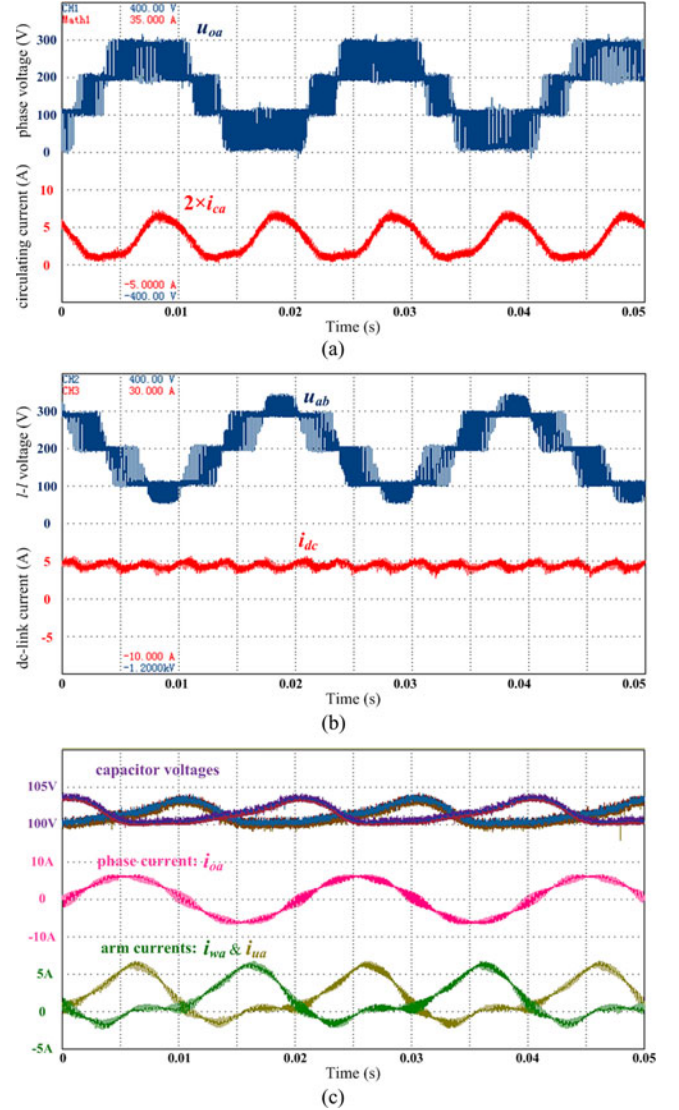 CH1 400.00 V
Math1 35.000 A
u_oa
phase voltage (V)
300
200
100
0
circulating current (A)
10
5
0
2×i_ca
-5.0000 A
-400.00 V
0 0.01 0.02 0.03 0.04 0.05
Time (s)
(a)
CH2 400.00 V
CH3 30.000 A
u_ab
l-l voltage (V)
300
200
100
0
dc-link current (A)
5
0
-5
i_dc
-10.000 A
-1.2000kV
0 0.01 0.02 0.03 0.04 0.05
Time (s)
(b)
capacitor voltages
105V
100V
phase current: i_oa
10A
0
-10A
arm currents: i_wa & i_ua
5A
0
-5A
0 0.01 0.02 0.03 0.04 0.05
Time (s)
(c)